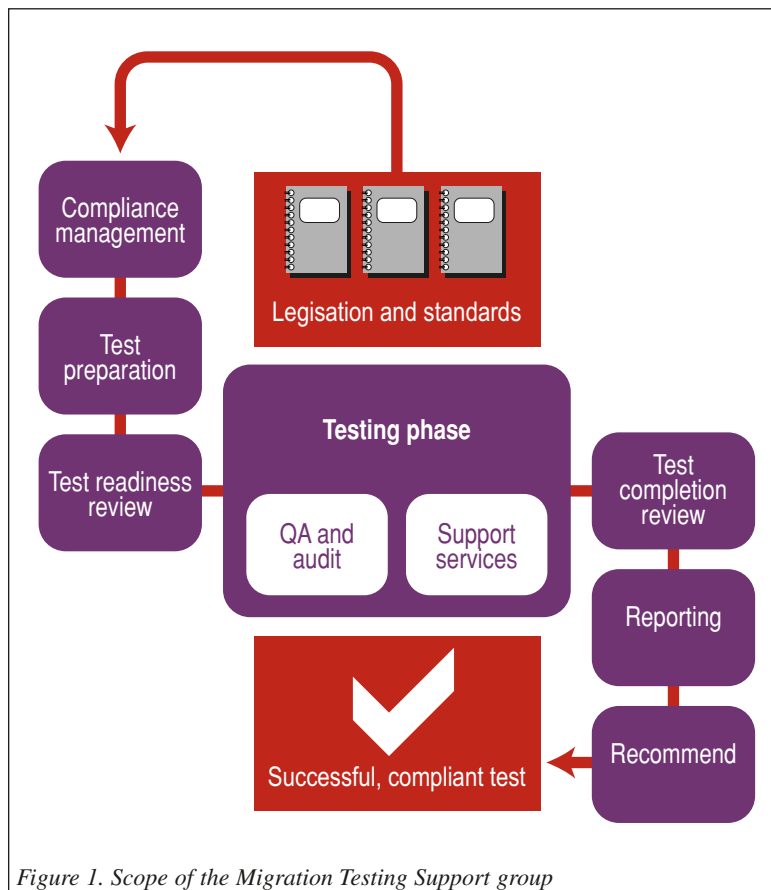 Compliance
management
Legisation and standards
Test
preparation
Test readiness
review
Testing phase
QA and
audit
Support
services
Test
completion
review
Reporting
Recommend
Successful, compliant test
Figure 1. Scope of the Migration Testing Support group